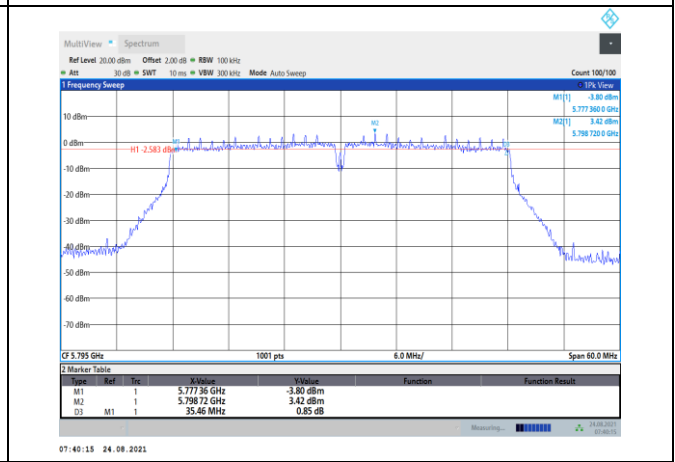 MultiView Spectrum
Ref Level 20.00 dBm Offset 2.00 dB RBW 100 kHz
Att 30 dB SWT 10 ms VBW 300 kHz Mode Auto Sweep Count 100/100
1 Frequency Sweep 1Pk View
M1[1] -3.80 dBm
5.777 360 0 GHz
M2[1] 3.42 dBm
5.798 720 0 GHz
10 dBm
M2
0 dBm
M1
H1 -2.583 dBm
-10 dBm
-20 dBm
-30 dBm
-40 dBm
-50 dBm
-60 dBm
-70 dBm
CF 5.795 GHz 1001 pts 6.0 MHz/ Span 60.0 MHz
2 Marker Table
Type Ref Trc X-Value Y-Value Function Function Result
M1 1 5.777 36 GHz -3.80 dBm
M2 1 5.798 72 GHz 3.42 dBm
D3 M1 1 35.46 MHz 0.85 dB
Measuring... 24.08.2021
07:40:15
07:40:15 24.08.2021